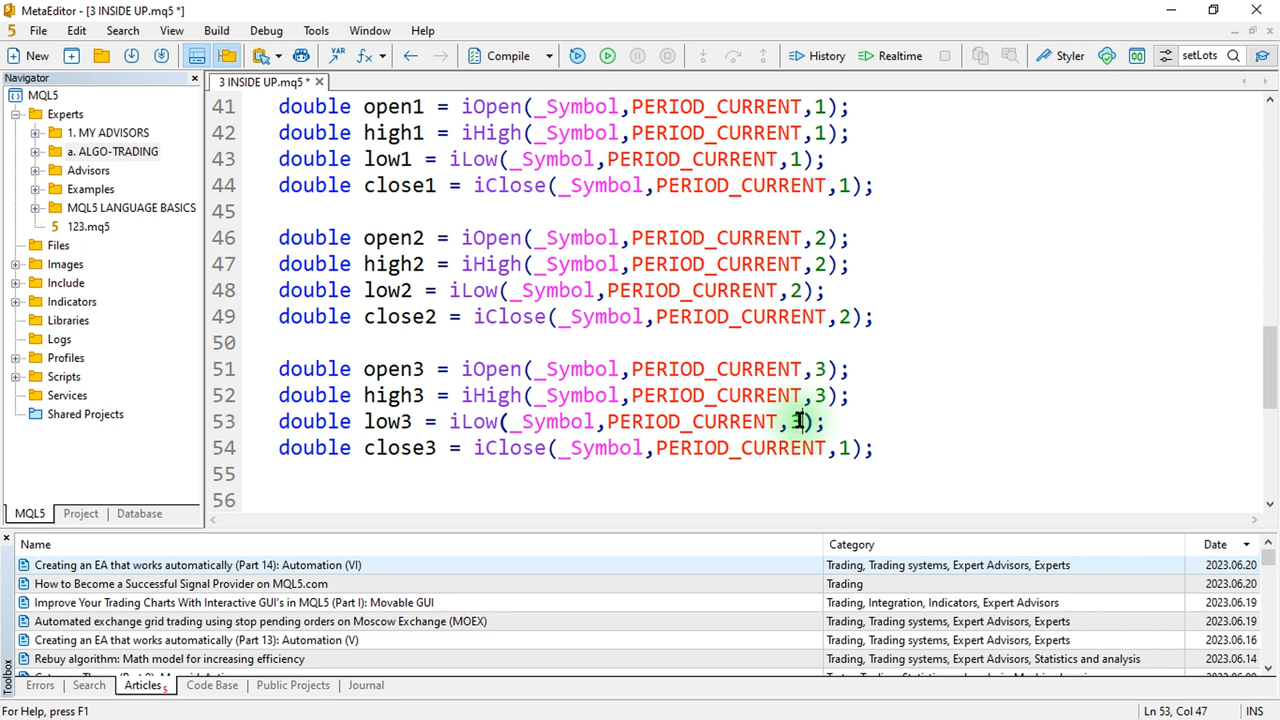 MetaEditor - [3 INSIDE UP.mq5 *]
5 File Edit Search View Build Debug Tools Window Help
New Compile History Realtime Styler setLots
Navigator
3 INSIDE UP.mq5 *
MQL5
Experts
1. MY ADVISORS
a. ALGO-TRADING
Advisors
Examples
MQL5 LANGUAGE BASICS
5 123.mq5
Files
Images
Include
Indicators
Libraries
Logs
Profiles
Scripts
Services
Shared Projects
MQL5 Project Database
41 double open1 = iOpen(_Symbol,PERIOD_CURRENT,1);
42 double high1 = iHigh(_Symbol,PERIOD_CURRENT,1);
43 double low1 = iLow(_Symbol,PERIOD_CURRENT,1);
44 double close1 = iClose(_Symbol,PERIOD_CURRENT,1);
45
46 double open2 = iOpen(_Symbol,PERIOD_CURRENT,2);
47 double high2 = iHigh(_Symbol,PERIOD_CURRENT,2);
48 double low2 = iLow(_Symbol,PERIOD_CURRENT,2);
49 double close2 = iClose(_Symbol,PERIOD_CURRENT,2);
50
51 double open3 = iOpen(_Symbol,PERIOD_CURRENT,3);
52 double high3 = iHigh(_Symbol,PERIOD_CURRENT,3);
53 double low3 = iLow(_Symbol,PERIOD_CURRENT,3);
54 double close3 = iClose(_Symbol,PERIOD_CURRENT,1);
55
56
Name Category Date
Creating an EA that works automatically (Part 14): Automation (VI) Trading, Trading systems, Expert Advisors, Experts 2023.06.20
How to Become a Successful Signal Provider on MQL5.com Trading 2023.06.20
Improve Your Trading Charts With Interactive GUI's in MQL5 (Part I): Movable GUI Trading, Integration, Indicators, Expert Advisors 2023.06.19
Automated exchange grid trading using stop pending orders on Moscow Exchange (MOEX) Trading, Trading systems, Expert Advisors, Experts 2023.06.19
Creating an EA that works automatically (Part 13): Automation (V) Trading, Trading systems, Expert Advisors, Experts 2023.06.16
Rebuy algorithm: Math model for increasing efficiency Trading, Trading systems, Expert Advisors, Statistics and analysis 2023.06.14
Toolbox
Errors Search Articles 5 Code Base Public Projects Journal
For Help, press F1 Ln 53, Col 47 INS